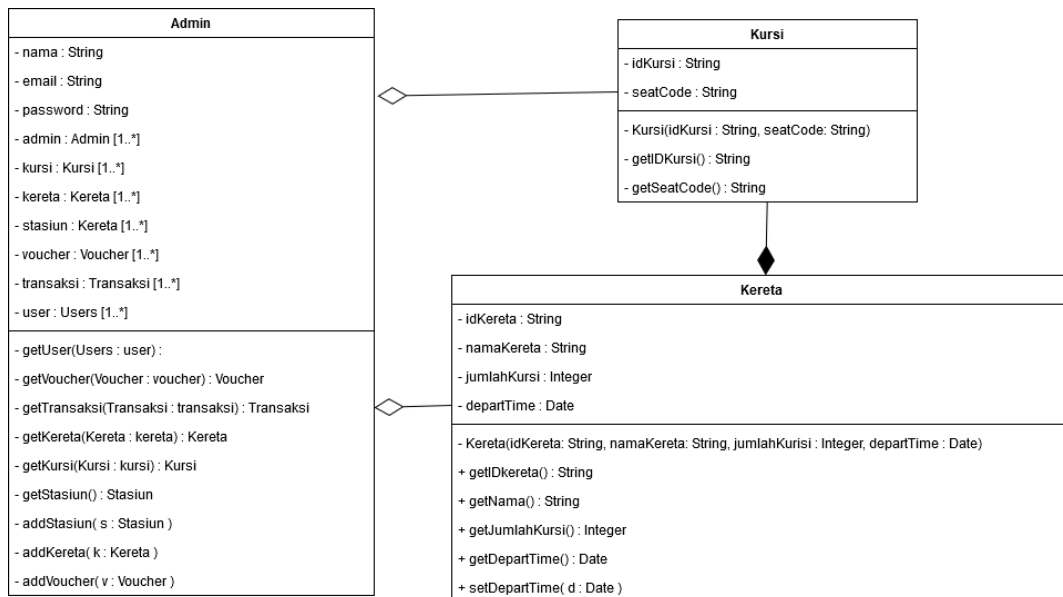 Admin
- nama : String
- email : String
- password : String
- admin : Admin [1..*]
- kursi : Kursi [1..*]
- kereta : Kereta [1..*]
- stasiun : Kereta [1..*]
- voucher : Voucher [1..*]
- transaksi : Transaksi [1..*]
- user : Users [1..*]
- getUser(Users : user) :
- getVoucher(Voucher : voucher) : Voucher
- getTransaksi(Transaksi : transaksi) : Transaksi
- getKereta(Kereta : kereta) : Kereta
- getKursi(Kursi : kursi) : Kursi
- getStasiun() : Stasiun
- addStasiun( s : Stasiun )
- addKereta( k : Kereta )
- addVoucher( v : Voucher )
Kursi
- idKursi : String
- seatCode : String
- Kursi(idKursi : String, seatCode: String)
- getIDKursi() : String
- getSeatCode() : String
Kereta
- idKereta : String
- namaKereta : String
- jumlahKursi : Integer
- departTime : Date
- Kereta(idKereta: String, namaKereta: String, jumlahKurisi : Integer, departTime : Date)
+ getIDkereta() : String
+ getNama() : String
+ getJumlahKursi() : Integer
+ getDepartTime() : Date
+ setDepartTime( d : Date )